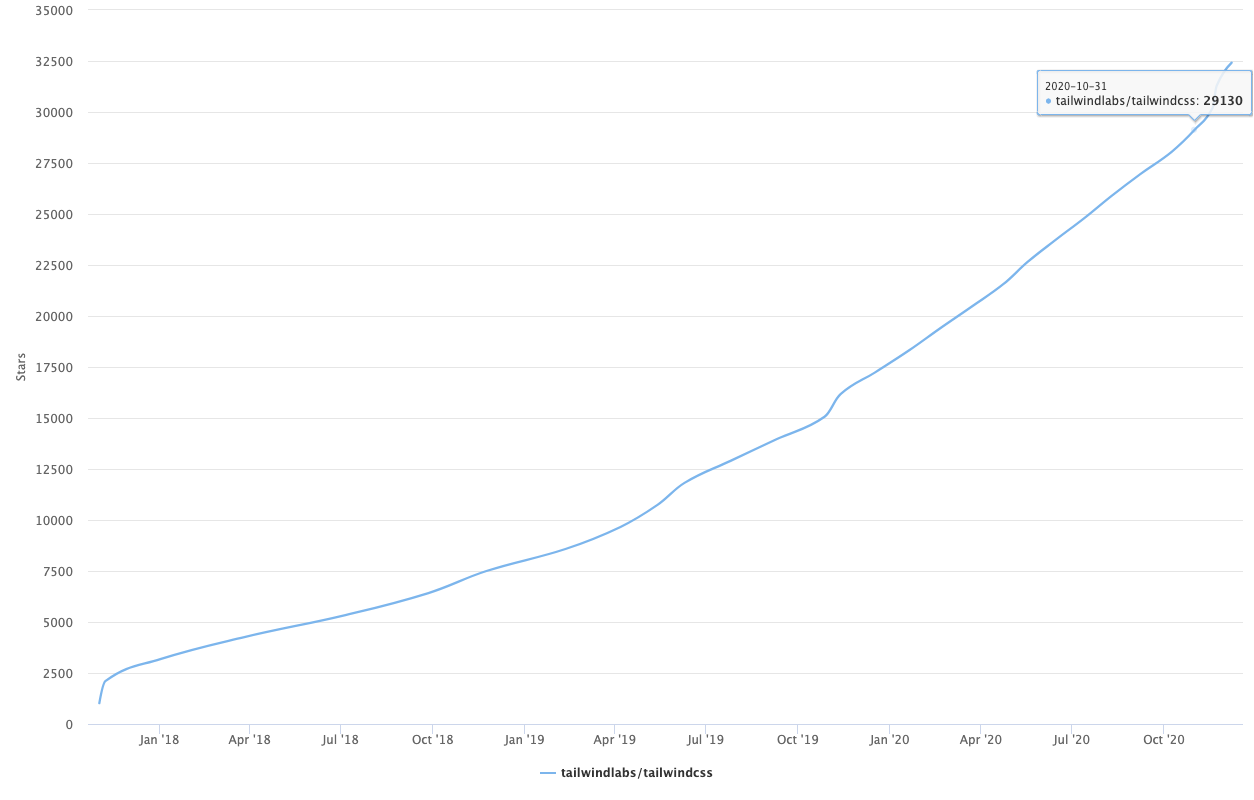 35000
32500
30000
27500
25000
22500
20000
17500
15000
12500
10000
7500
5000
2500
0
Stars
2020-10-31
tailwindlabs/tailwindcss: 29130
Jan '18
Apr '18
Jul '18
Oct '18
Jan '19
Apr '19
Jul '19
Oct '19
Jan '20
Apr '20
Jul '20
Oct '20
tailwindlabs/tailwindcss